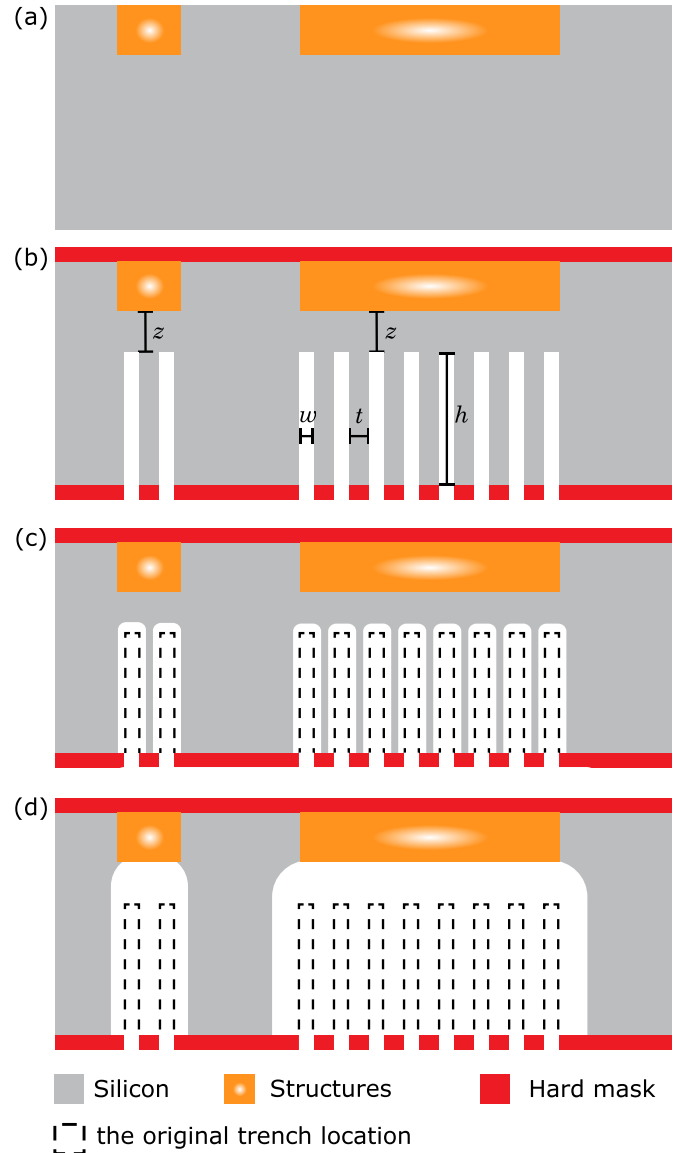 (a)
(b)
z z
w t h
(c)
(d)
Silicon Structures Hard mask
the original trench location